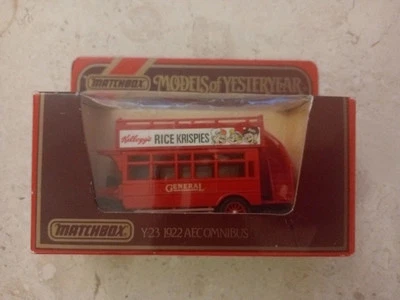 MATCHBOX MODELS of YESTERYEAR
Kellogg's RICE KRISPIES
GENERAL
MATCHBOX Y-23 1922 AEC OMNIBUS